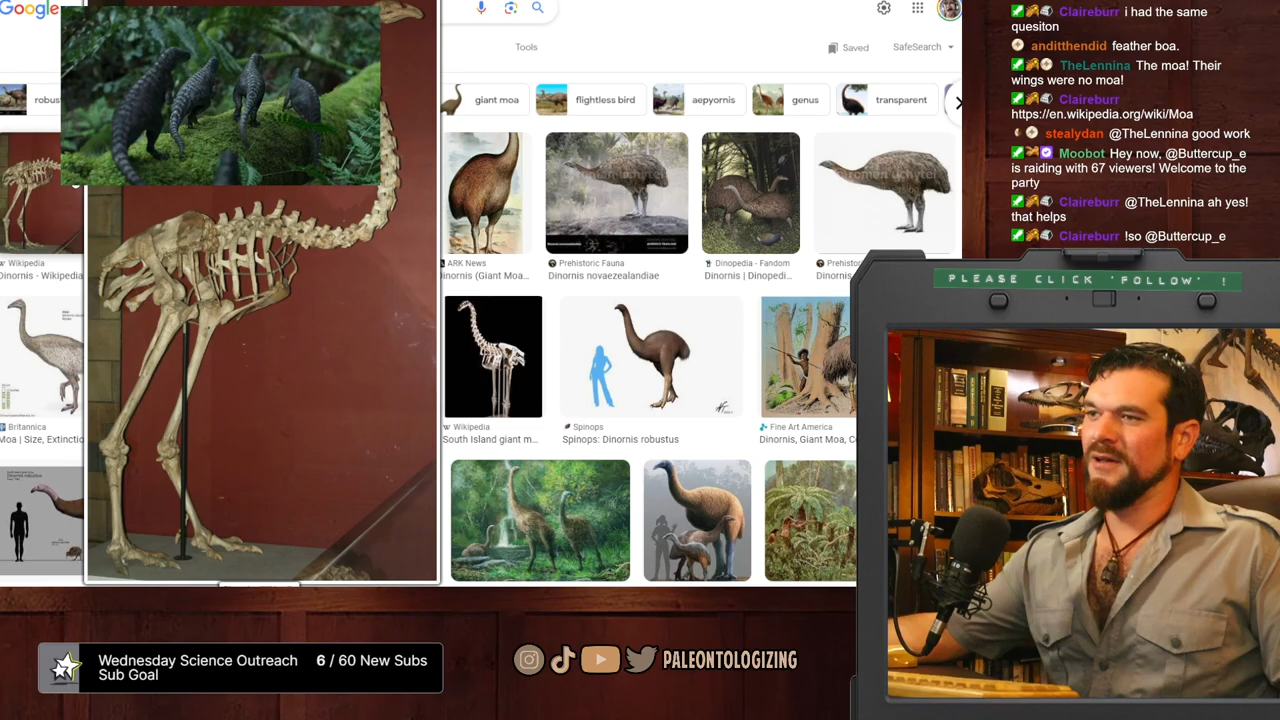 Google
Tools
Saved
SafeSearch
robus
giant moa
flightless bird
aepyornis
genus
transparent
Wikipedia
Dinornis - Wikipedia
ARK News
Dinornis (Giant Moa...
Prehistoric Fauna
Dinornis novaezealandiae
Dinopedia - Fandom
Dinornis | Dinopedi...
Prehistoric
Dinornis
Britannica
Moa | Size, Extinctio
Wikipedia
South Island giant m...
Spinops
Spinops: Dinornis robustus
Fine Art America
Dinornis, Giant Moa, C
Claireburr i had the same
quesiton
anditthendid feather boa.
TheLennina The moa! Their
wings were no moa!
Claireburr
https://en.wikipedia.org/wiki/Moa
stealydan @TheLennina good work
Moobot Hey now, @Buttercup_e
is raiding with 67 viewers! Welcome to the
party
Claireburr @TheLennina ah yes!
that helps
Claireburr !so @Buttercup_e
PLEASE CLICK 'FOLLOW' !
Wednesday Science Outreach 6 / 60 New Subs
Sub Goal
PALEONTOLOGIZING